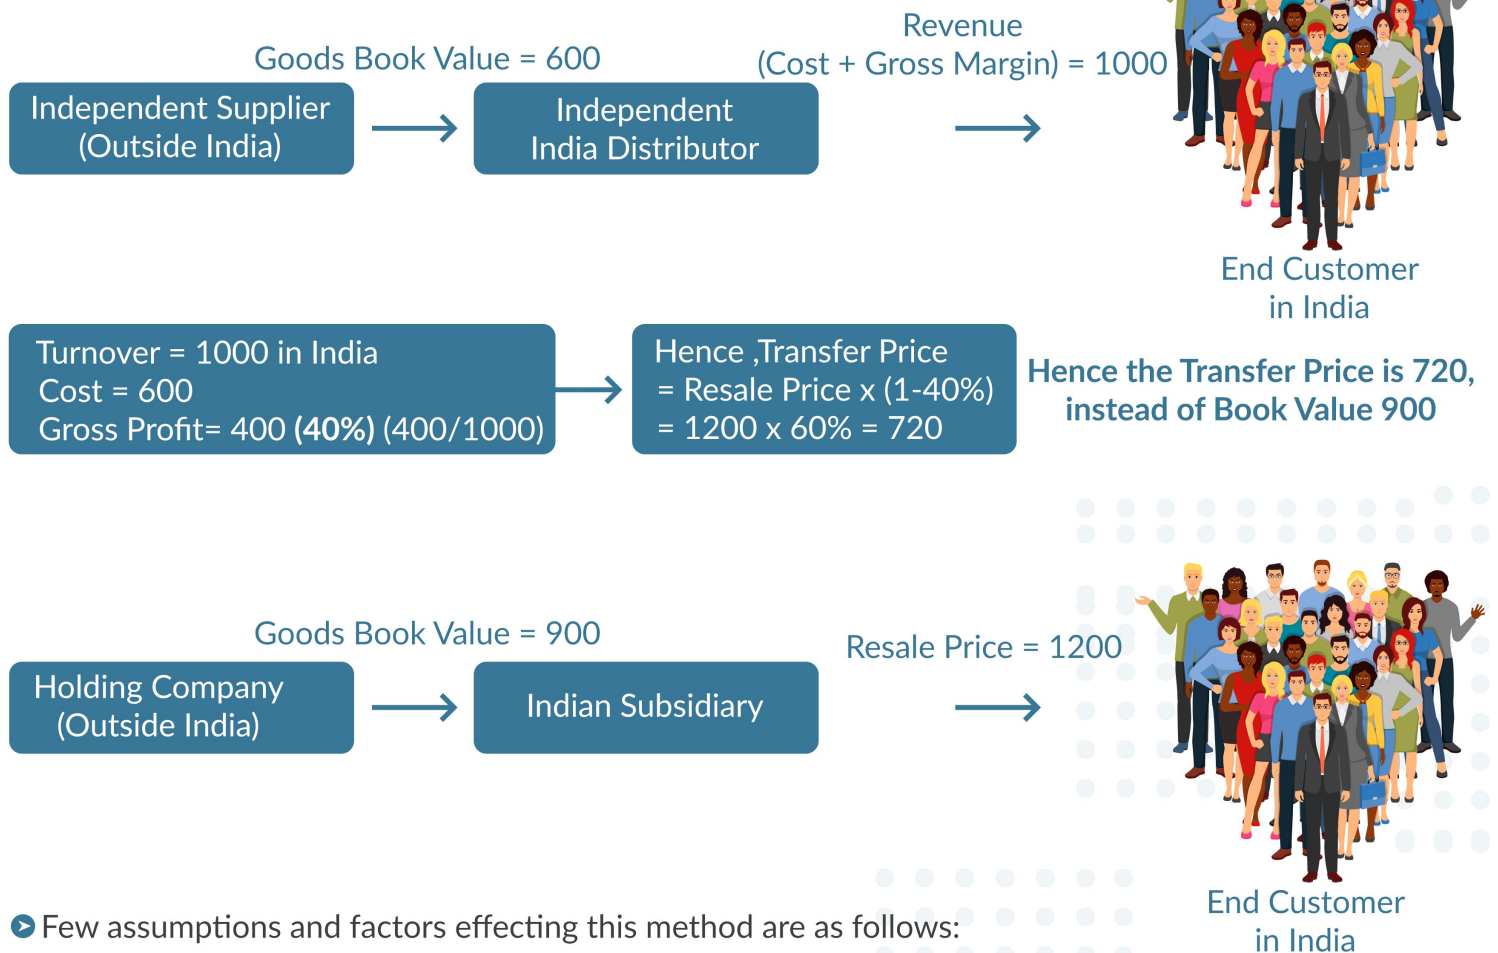 Goods Book Value = 600
Revenue
(Cost + Gross Margin) = 1000
Independent Supplier
(Outside India)
Independent
India Distributor
End Customer
in India
Turnover = 1000 in India
Cost = 600
Gross Profit= 400 (40%) (400/1000)
Hence ,Transfer Price
= Resale Price x (1-40%)
= 1200 x 60% = 720
Hence the Transfer Price is 720,
instead of Book Value 900
Goods Book Value = 900
Resale Price = 1200
Holding Company
(Outside India)
Indian Subsidiary
End Customer
in India
Few assumptions and factors effecting this method are as follows: